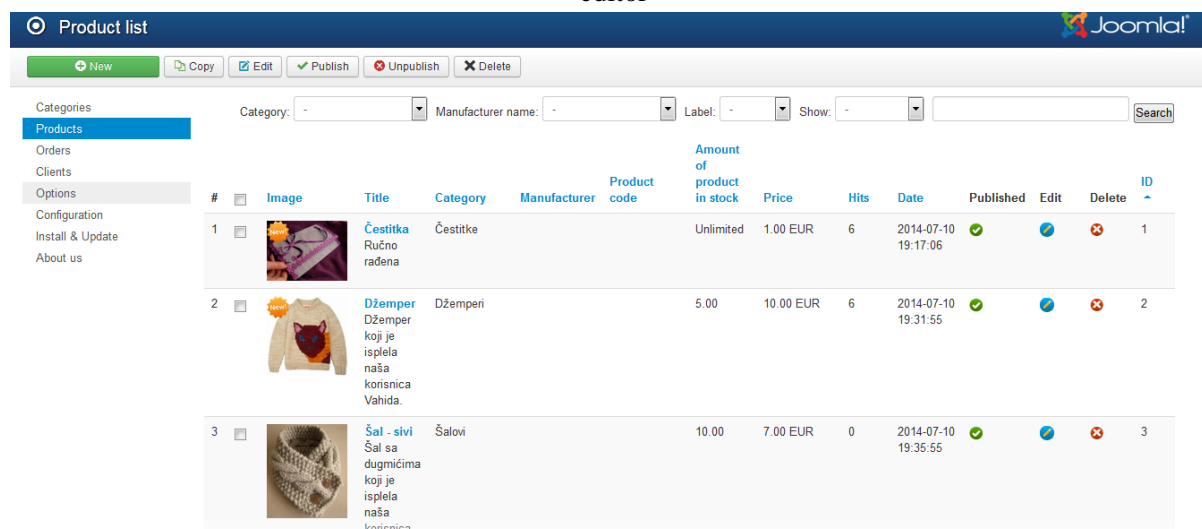 editor
Product list
Joomla!
New Copy Edit Publish Unpublish Delete
Categories
Products
Orders
Clients
Options
Configuration
Install & Update
About us
Category: - Manufacturer name: - Label: - Show: - Search
# Image Title Category Manufacturer Product code Amount of product in stock Price Hits Date Published Edit Delete ID
1 New! Čestitka Čestitke Unlimited 1.00 EUR 6 2014-07-10 1
Ručno 19:17:06
rađena
2 New! Džemper Džemperi 5.00 10.00 EUR 6 2014-07-10 2
Džemper 19:31:55
koji je
isplela
naša
korisnica
Vahida.
3 Šal - sivi Šalovi 10.00 7.00 EUR 0 2014-07-10 3
Šal sa 19:35:55
dugmićima
koji je
isplela
naša
korisnica